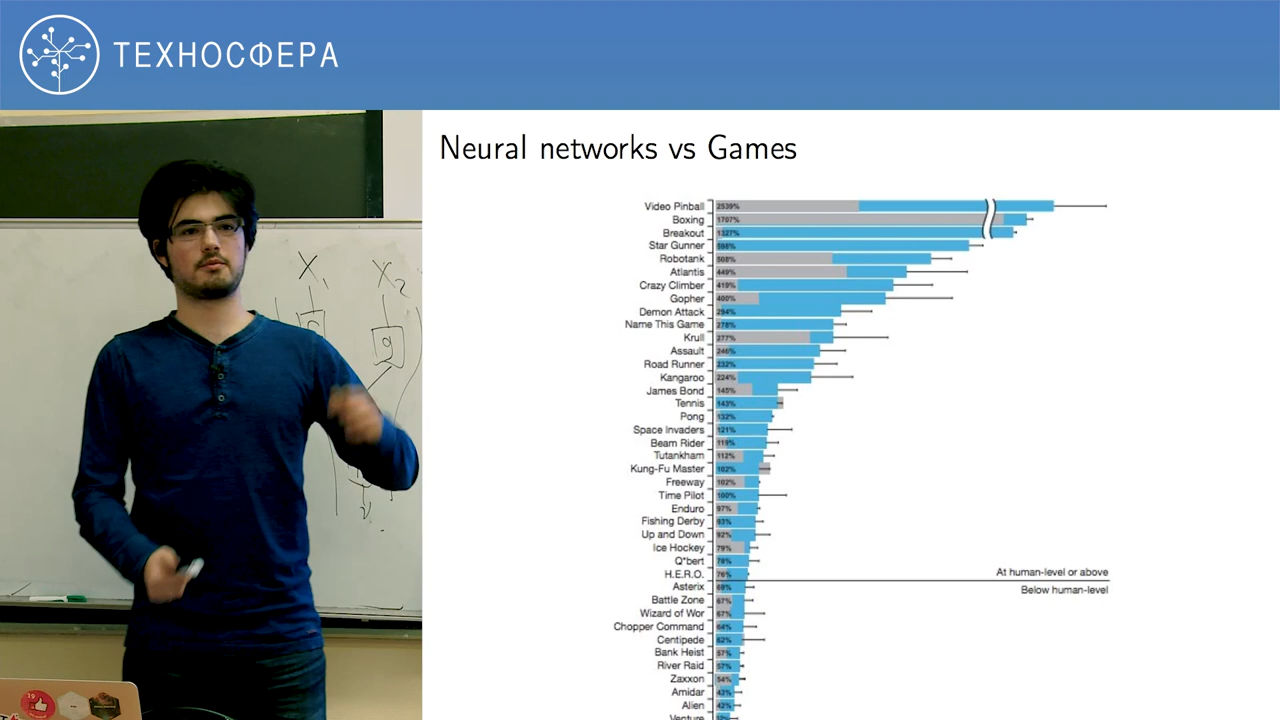 ТЕХНОСФЕРА
Neural networks vs Games
Video Pinball 2539%
Boxing 1707%
Breakout 1327%
Star Gunner 598%
Robotank 508%
Atlantis 449%
Crazy Climber 419%
Gopher 400%
Demon Attack 294%
Name This Game 278%
Krull 277%
Assault 246%
Road Runner 232%
Kangaroo 224%
James Bond 145%
Tennis 143%
Pong 132%
Space Invaders 121%
Beam Rider 119%
Tutankham 112%
Kung-Fu Master 102%
Freeway 102%
Time Pilot 100%
Enduro 97%
Fishing Derby 93%
Up and Down 92%
Ice Hockey 79%
Q*bert 78%
H.E.R.O. 76%
At human-level or above
Asterix 69%
Below human-level
Battle Zone 67%
Wizard of Wor 67%
Chopper Command 64%
Centipede 62%
Bank Heist 57%
River Raid 57%
Zaxxon 54%
Amidar 43%
Alien 42%
Venture 32%
X1 X2
19